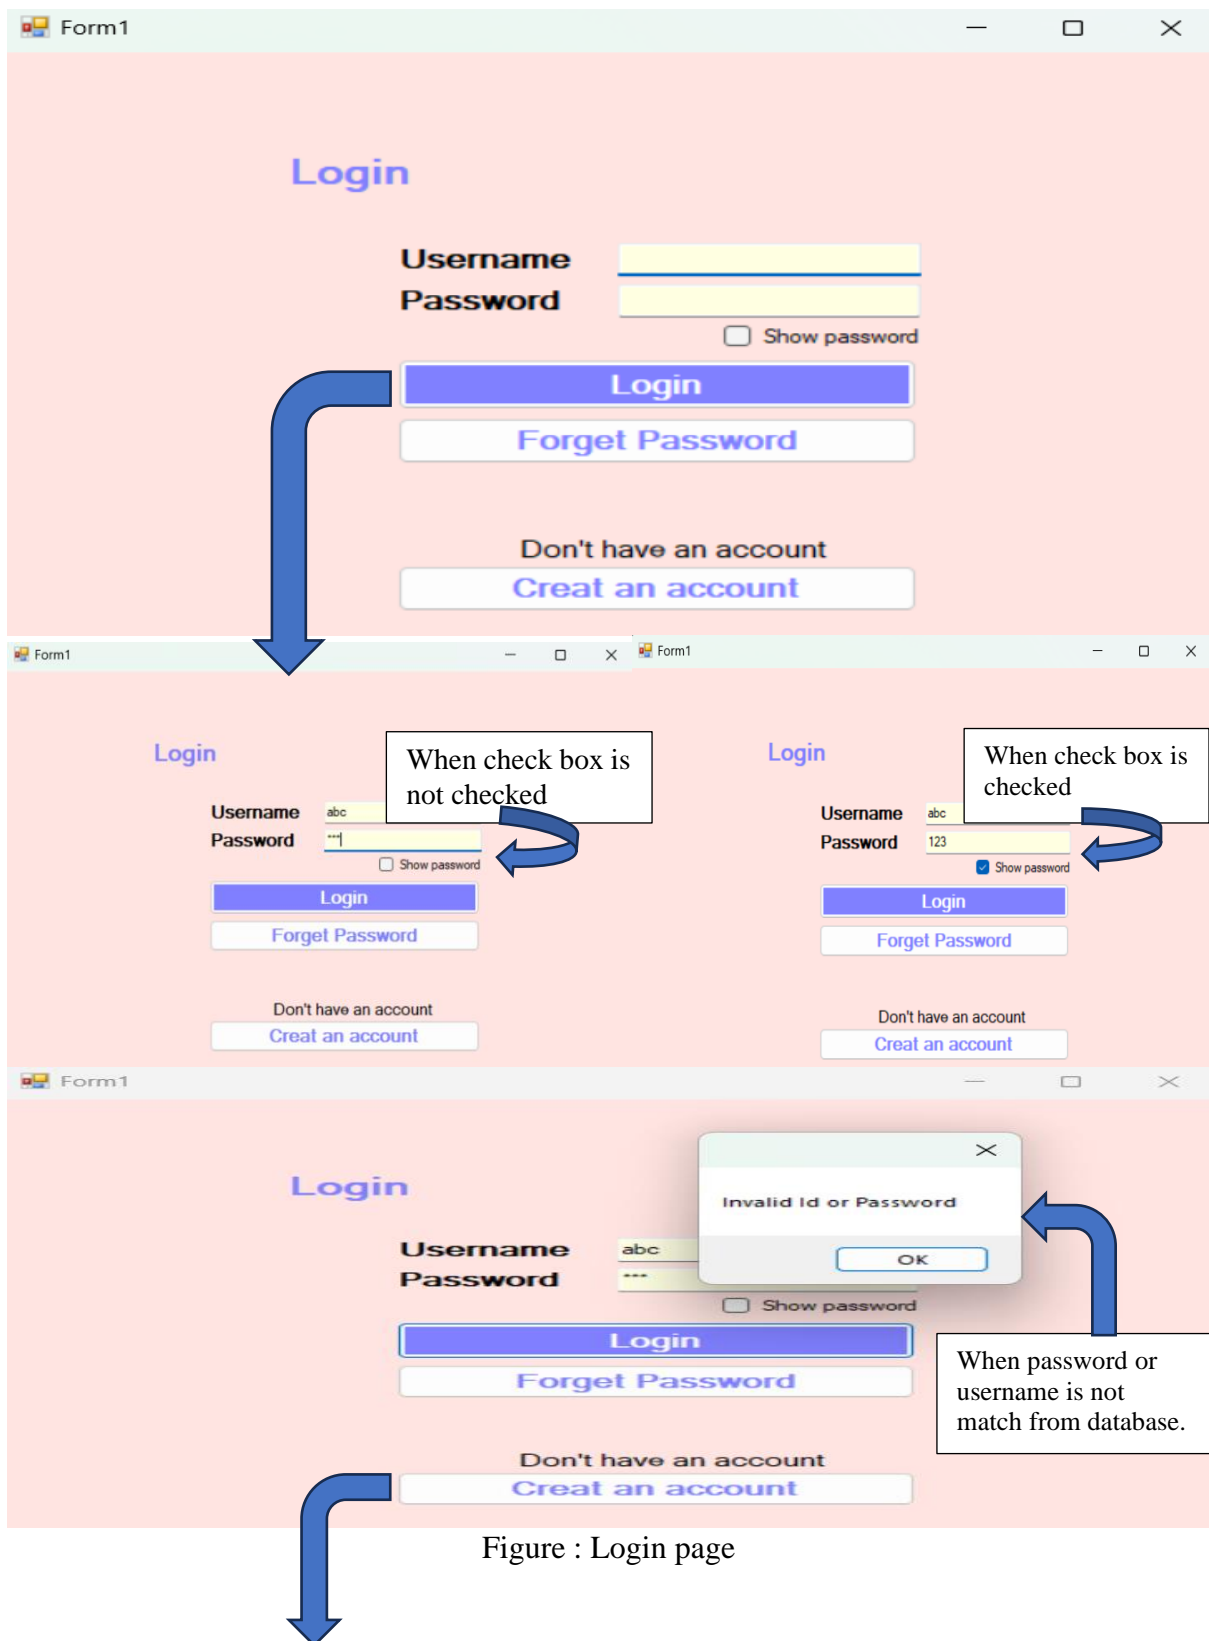 Form1
Login
Username
Password
Show password
Login
Forget Password
Don't have an account
Creat an account
Form1
Login
When check box is
not checked
Username abc
Password ***
Show password
Login
Forget Password
Don't have an account
Creat an account
Form1
Login
When check box is
checked
Username abc
Password 123
Show password
Login
Forget Password
Don't have an account
Creat an account
Form1
Login
Invalid Id or Password
OK
Username abc
Password ***
Show password
Login
Forget Password
When password or
username is not
match from database.
Don't have an account
Creat an account
Figure : Login page